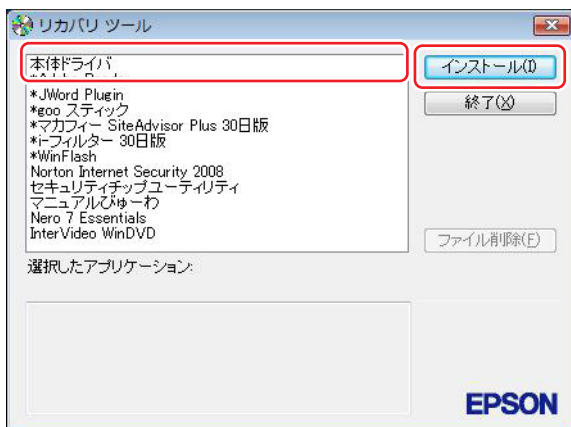 リカバリ ツール
本体ドライバ
*JWord Plugin
*goo スティック
*マカフィー SiteAdvisor Plus 30日版
*i-フィルター 30日版
*WinFlash
Norton Internet Security 2008
セキュリティチップユーティリティ
マニュアルびゅーわ
Nero 7 Essentials
InterVideo WinDVD
インストール(I)
終了(X)
ファイル削除(F)
選択したアプリケーション:
EPSON